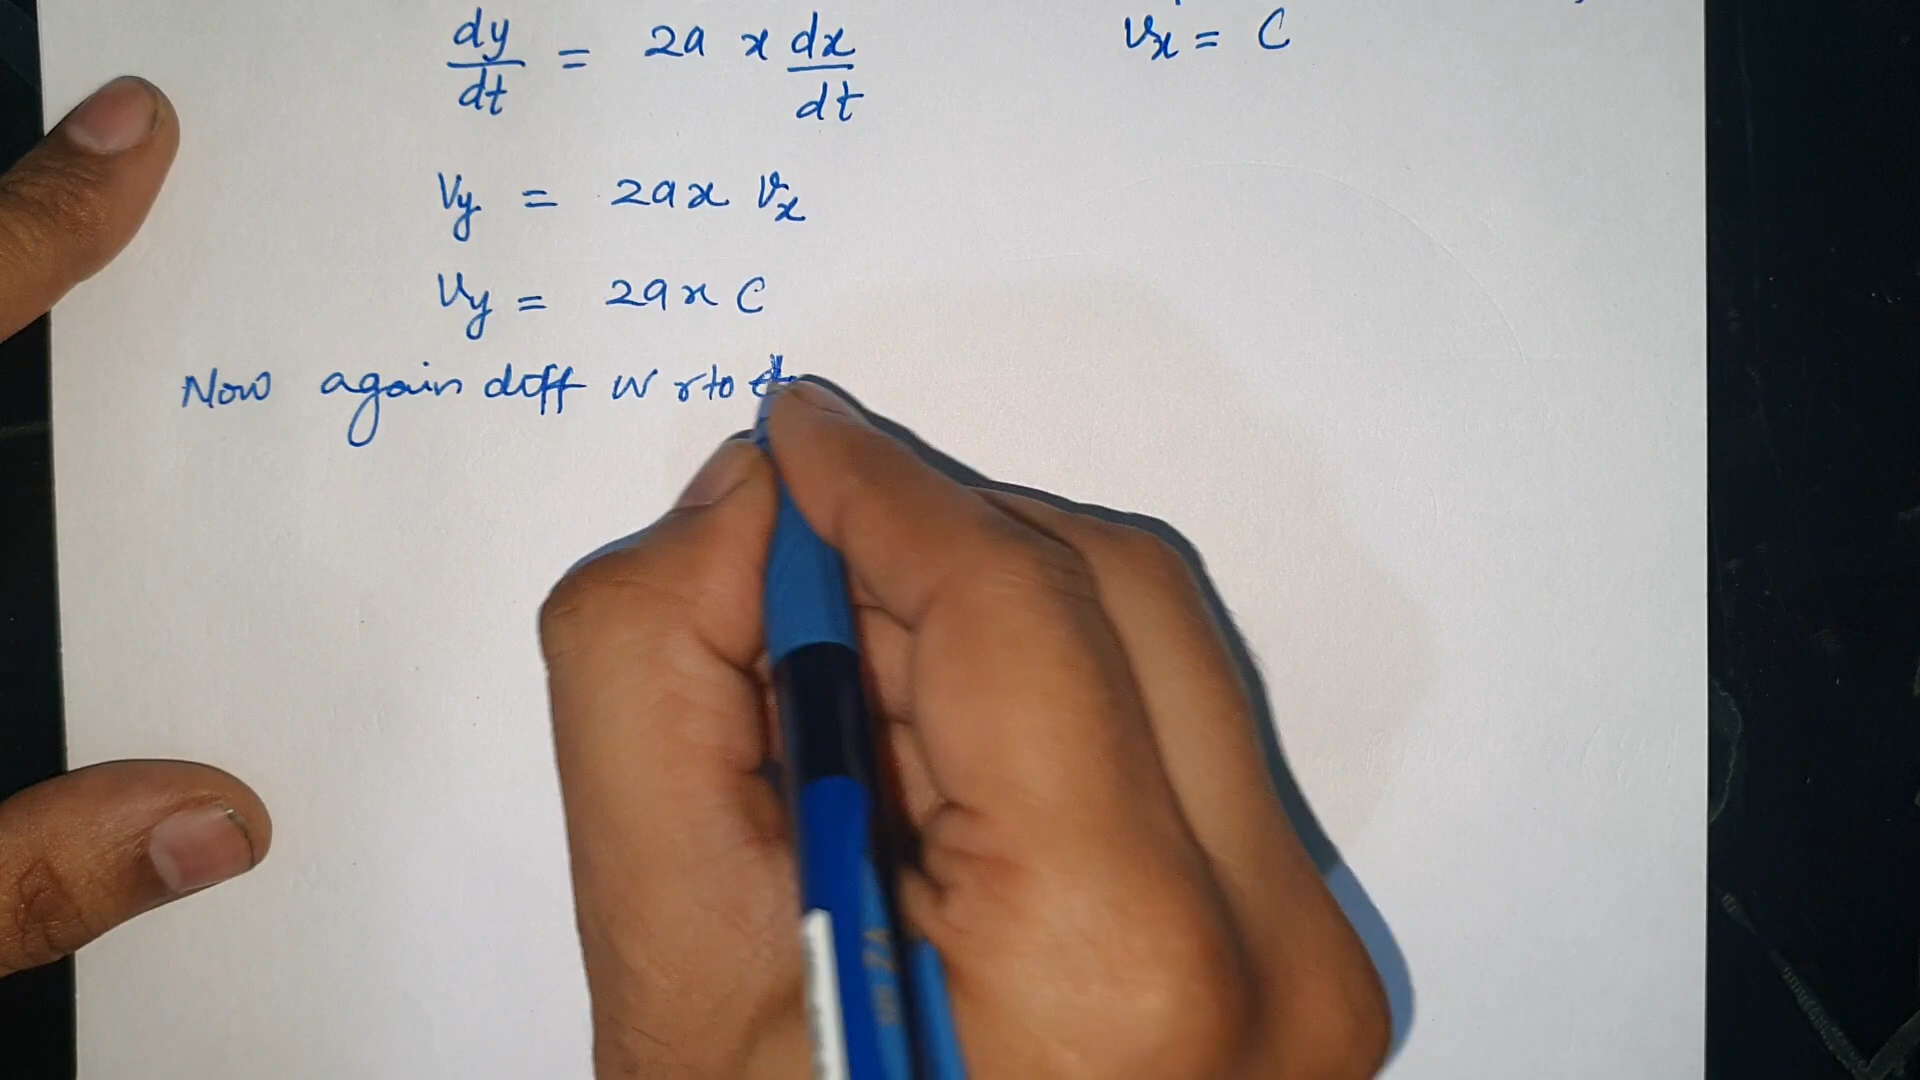 dy/dt = 2a x dx/dt
vx = C
Vy = 2ax vx
vy = 2ax C
Now again diff w r to